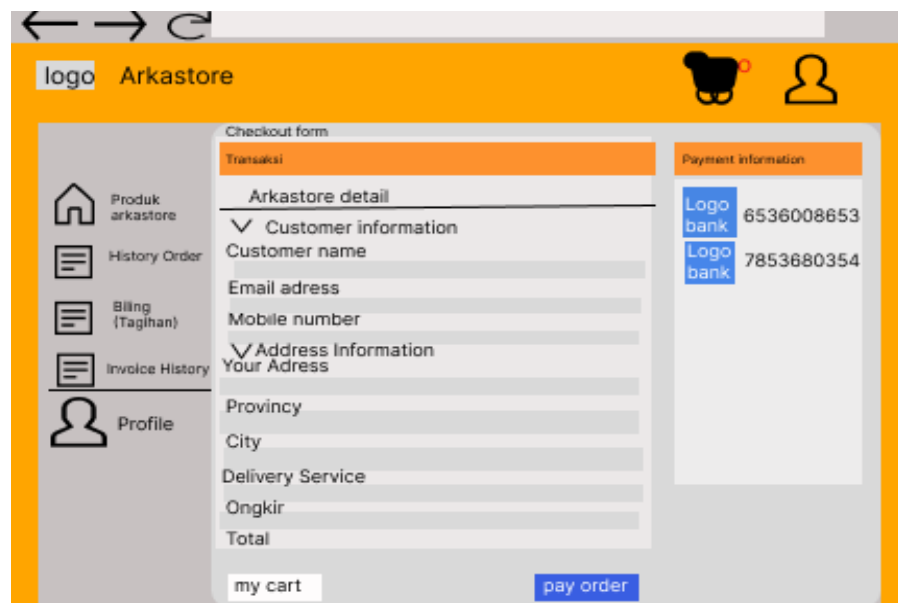 logo Arkastore
Produk
arkastore
History Order
Biling
(Tagihan)
Invoice History
Profile
Checkout form
Transaksi
Arkastore detail
Customer information
Customer name
Email adress
Mobile number
Address Information
Your Adress
Provincy
City
Delivery Service
Ongkir
Total
my cart
pay order
Payment information
Logo
bank
6536008653
Logo
bank
7853680354